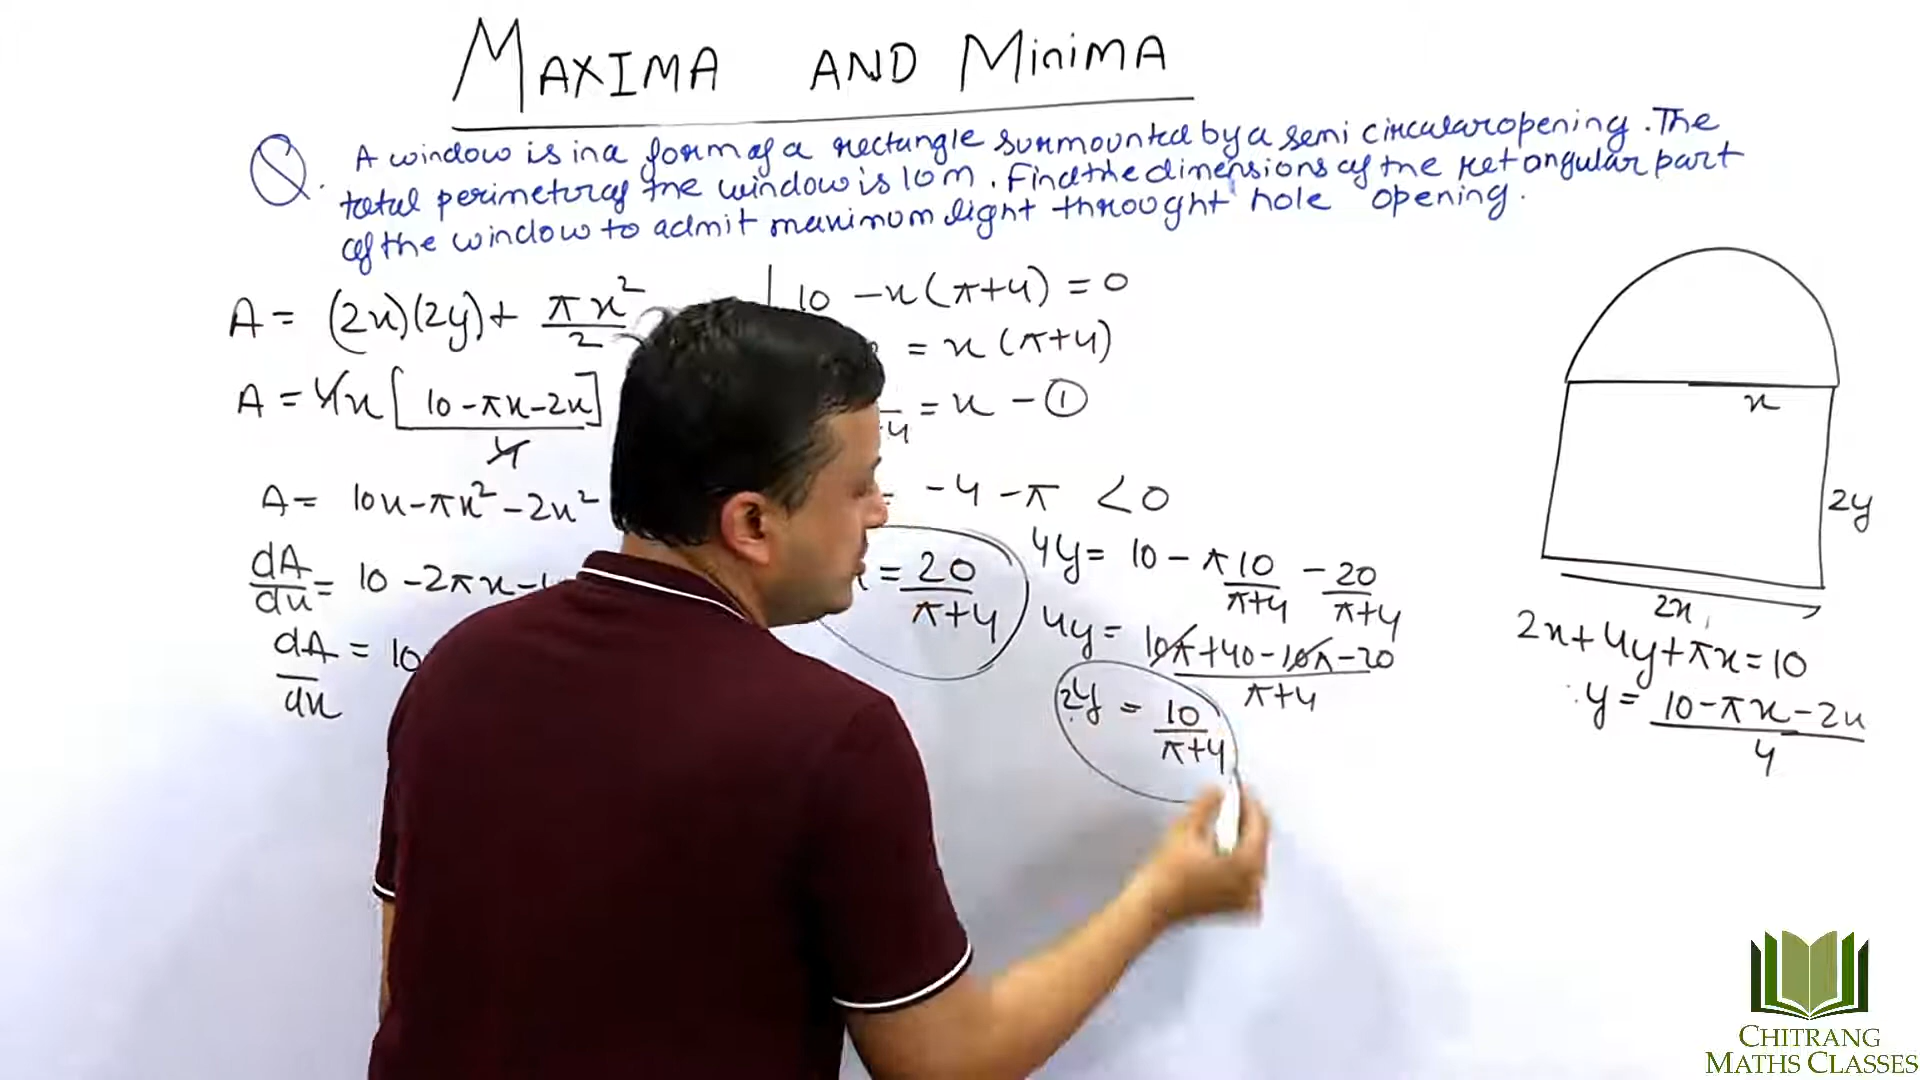 MAXIMA AND MiniMA
Q. A window is in a form of a rectangle surmounted by a semi circular opening. The
total perimeter of the window is 10m. Find the dimensions of the rectangular part
of the window to admit maximum light throught hole opening.
A = (2x)(2y) + πx²/2
A = 4x [10-πx-2x]/4
A = 10x-πx²-2x²
dA/dx = 10-2πx-
dA/dx = 10
10 - x(π+4) = 0
= x(π+4)
= x - ①
-4 - π < 0
= 20/π+4
4y = 10 - π10/π+4 - 20/π+4
4y = 10π+40-10π-20/π+4
2y = 10/π+4
x
2y
2x
2x+4y+πx=10
y = 10-πx-2x/4
CHITRANG
MATHS CLASSES